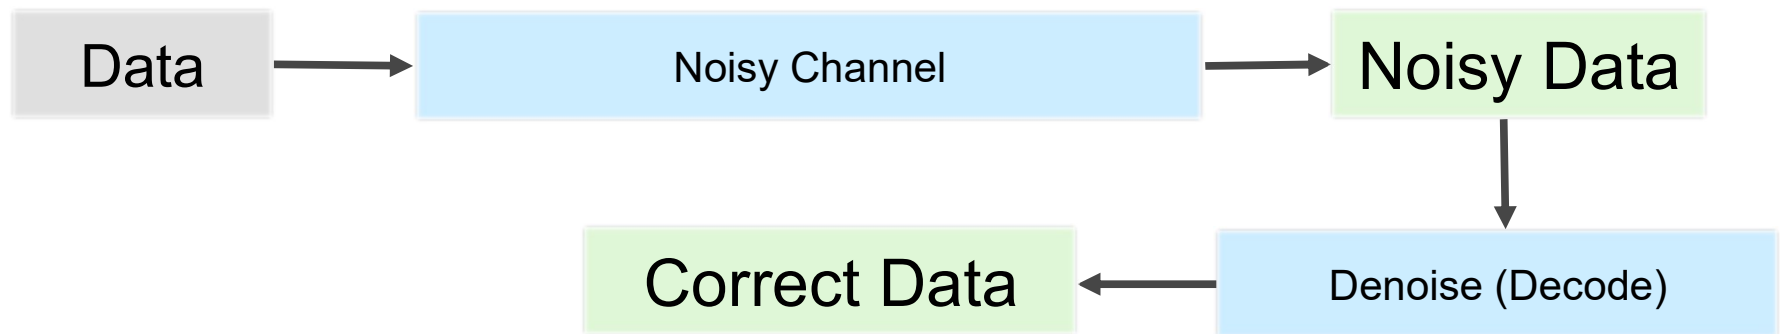 Data
Noisy Channel
Noisy Data
Denoise (Decode)
Correct Data